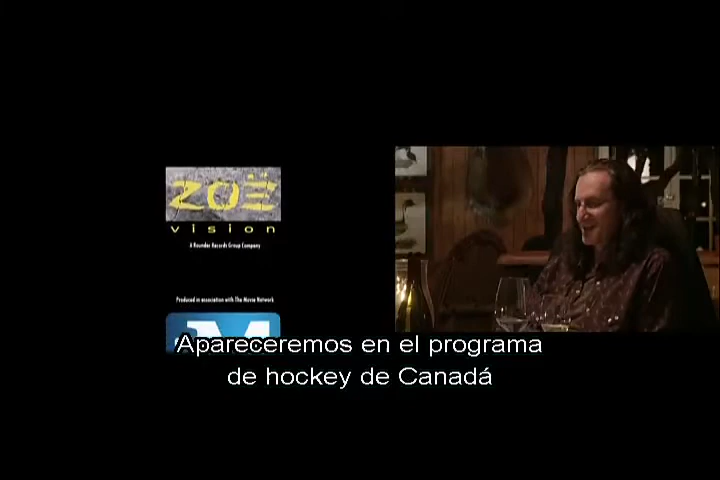 ZOË
vision
A Rounder Records Group Company
Produced in association with The Movie Network
M
Apareceremos en el programa
de hockey de Canadá